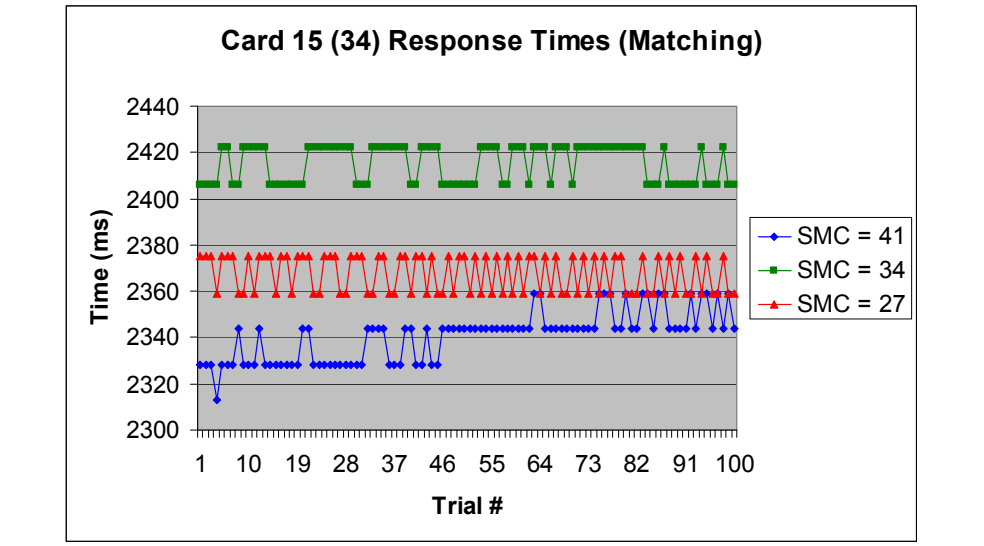 Card 15 (34) Response Times (Matching)
2440
2420
2400
2380
2360
2340
2320
2300
Time (ms)
1 10 19 28 37 46 55 64 73 82 91 100
Trial #
SMC = 41
SMC = 34
SMC = 27